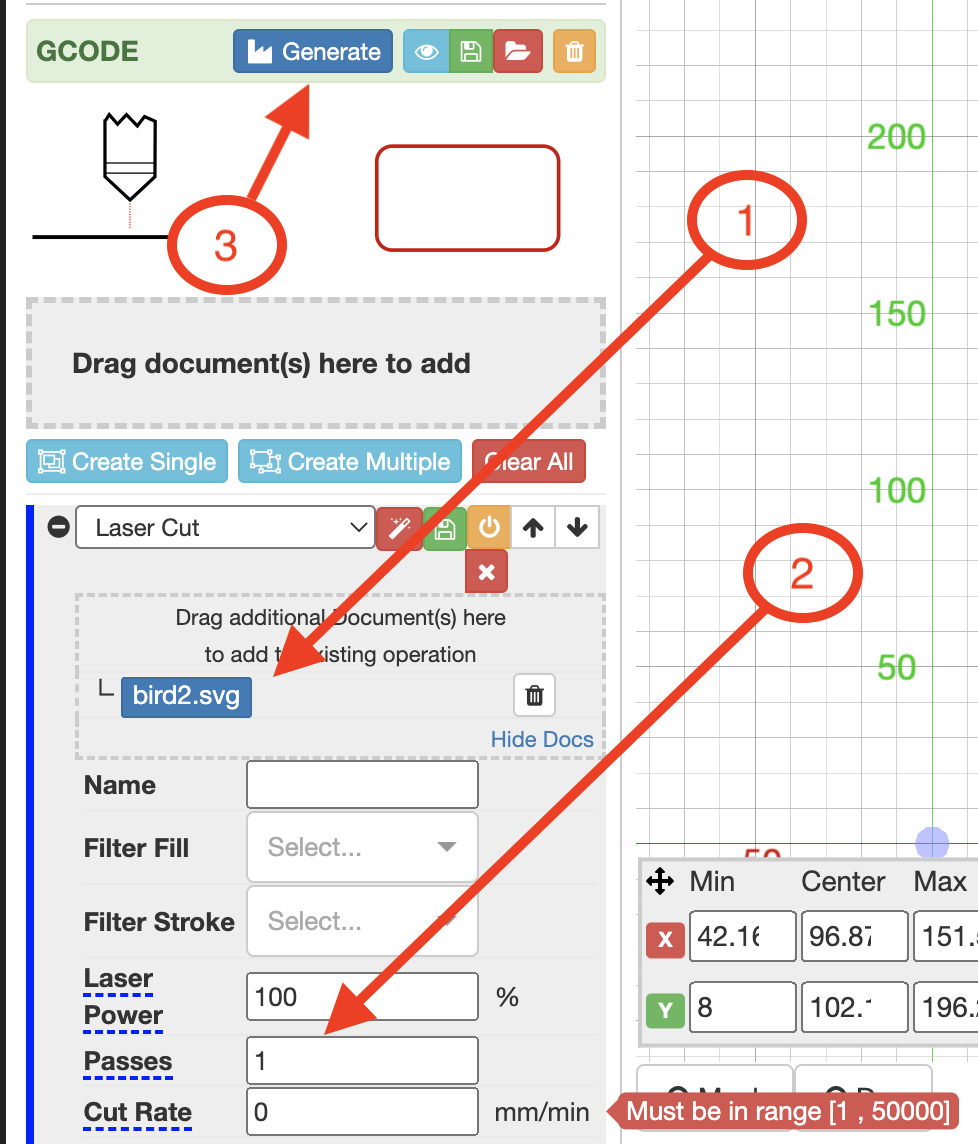 GCODE
Generate
3
Drag document(s) here to add
Create Single
Create Multiple
Clear All
Laser Cut
Drag additional Document(s) here
to add to existing operation
bird2.svg
Hide Docs
Name
Filter Fill
Select...
Filter Stroke
Select...
Laser
Power
100
%
Passes
1
Cut Rate
0
mm/min
Must be in range [1 , 50000]
200
1
150
100
2
50
50
Min
Center
Max
X
42.16
96.87
151.
Y
8
102.
196.